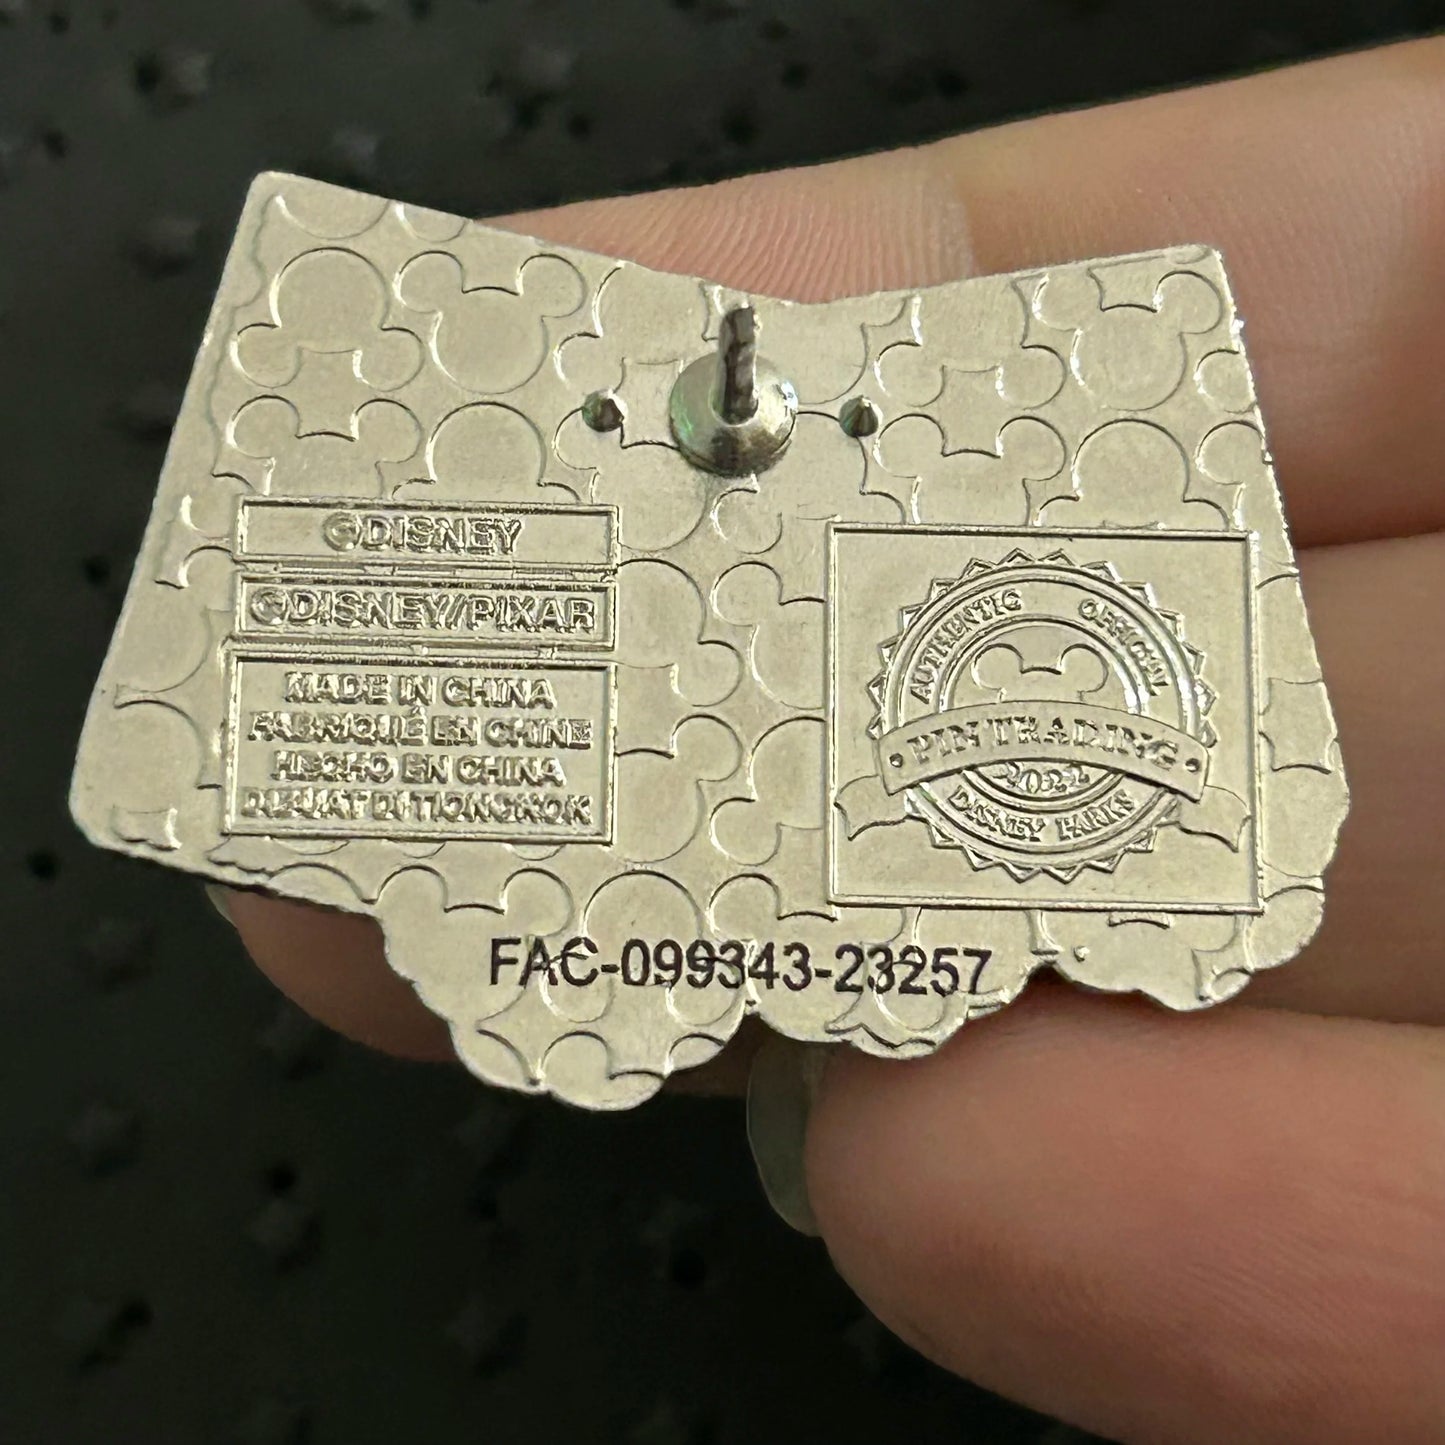 ©DISNEY
©DISNEY/PIXAR
MADE IN CHINA
FABRIQUÉ EN CHINE
HECHO EN CHINA
DIBUAT DI TIONGKOK
AUTHENTIC OFFICIAL
PIN TRADING
2022
DISNEY PARKS
FAC-099343-23257